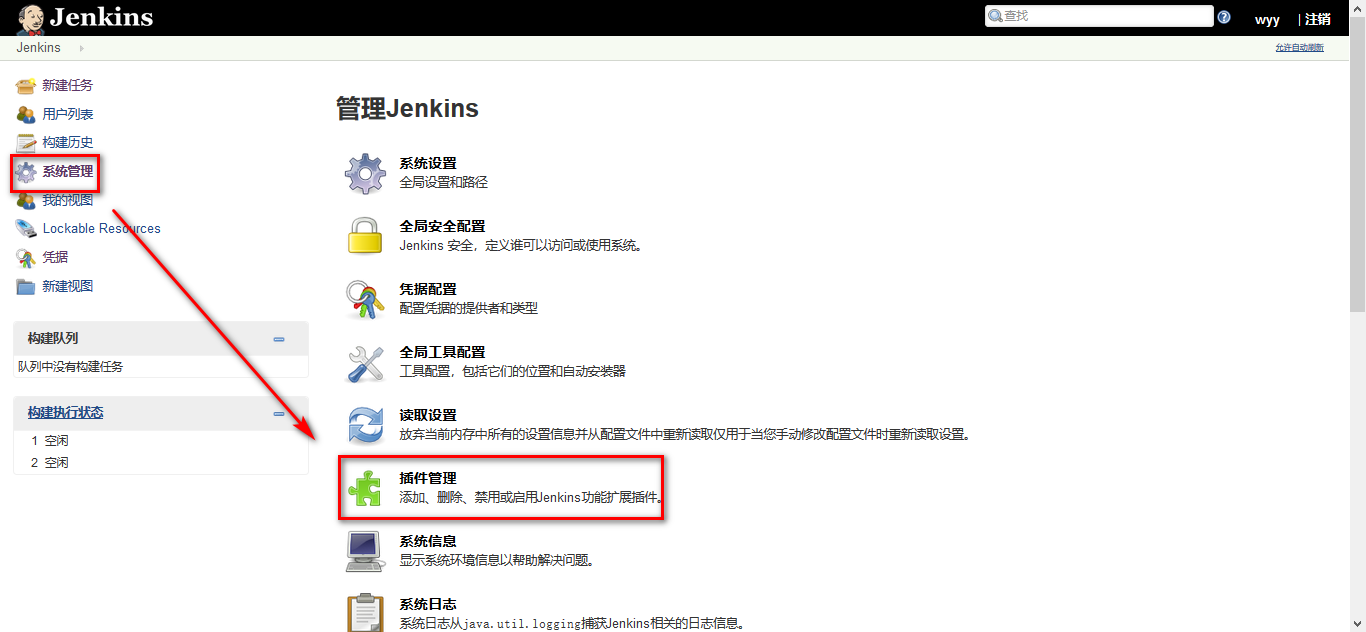 Jenkins
查找
wyy
| 注销
Jenkins
允许自动刷新
新建任务
用户列表
构建历史
系统管理
我的视图
Lockable Resources
凭据
新建视图
构建队列
队列中没有构建任务
构建执行状态
1 空闲
2 空闲
管理Jenkins
系统设置
全局设置和路径
全局安全配置
Jenkins 安全，定义谁可以访问或使用系统。
凭据配置
配置凭据的提供者和类型
全局工具配置
工具配置，包括它们的位置和自动安装器
读取设置
放弃当前内存中所有的设置信息并从配置文件中重新读取仅用于当您手动修改配置文件时重新读取设置。
插件管理
添加、删除、禁用或启用Jenkins功能扩展插件。
系统信息
显示系统环境信息以帮助解决问题。
系统日志
系统日志从java.util.logging捕获Jenkins相关的日志信息。